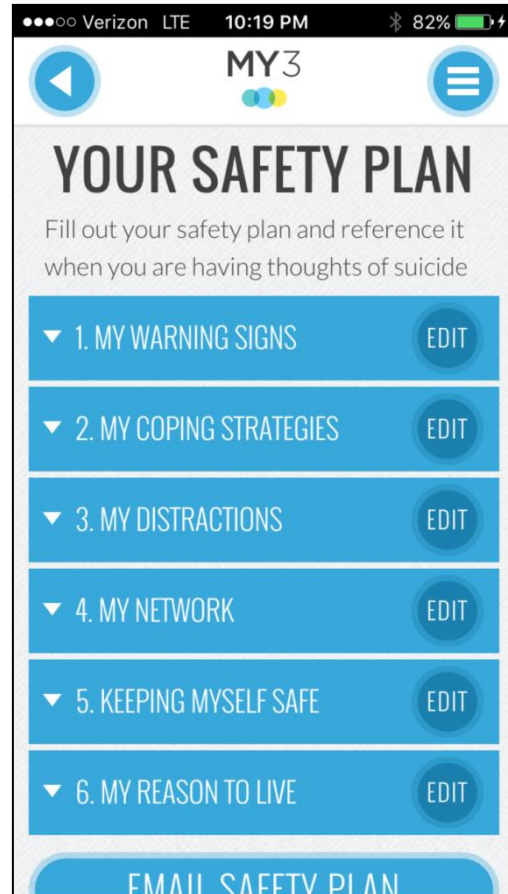 Verizon LTE 10:19 PM 82%
MY3
YOUR SAFETY PLAN
Fill out your safety plan and reference it
when you are having thoughts of suicide
1. MY WARNING SIGNS EDIT
2. MY COPING STRATEGIES EDIT
3. MY DISTRACTIONS EDIT
4. MY NETWORK EDIT
5. KEEPING MYSELF SAFE EDIT
6. MY REASON TO LIVE EDIT
EMAIL SAFETY PLAN